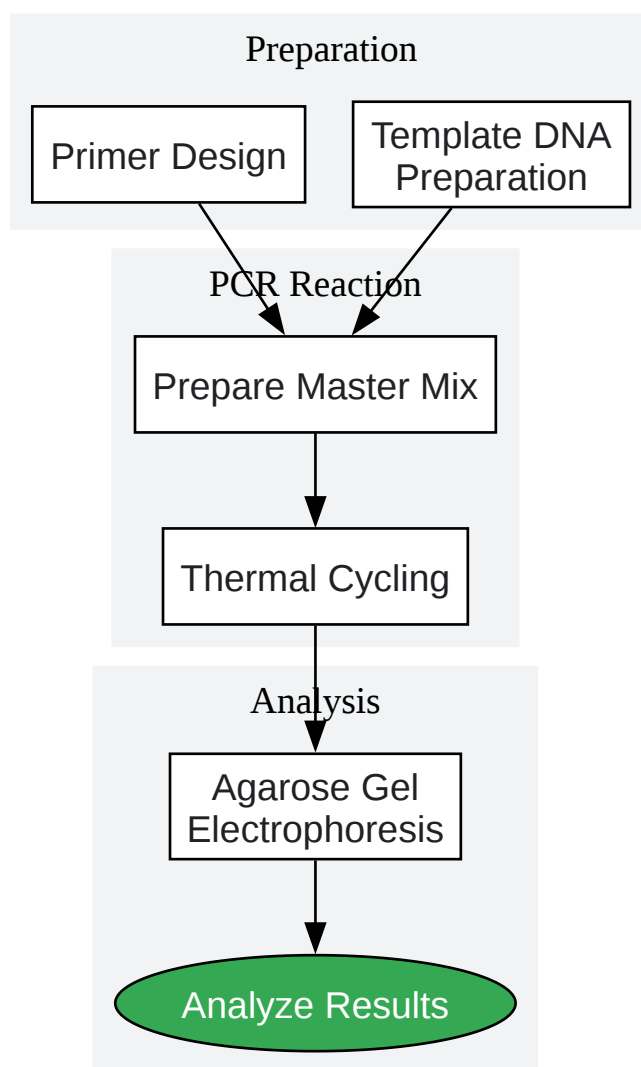 Preparation
Primer Design
Template DNA
Preparation
PCR Reaction
Prepare Master Mix
Thermal Cycling
Analysis
Agarose Gel
Electrophoresis
Analyze Results